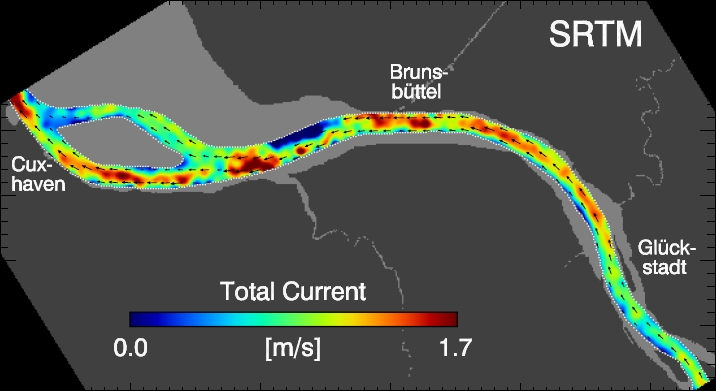 SRTM
Bruns-
büttel
Cux-
haven
Glück-
stadt
Total Current
0.0 [m/s] 1.7